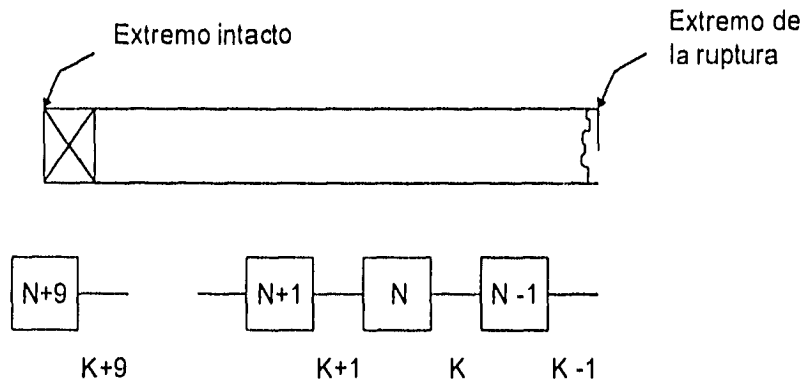 Extremo intacto
Extremo de
la ruptura
N+9
N+1
N
N -1
K+9
K+1
K
K -1